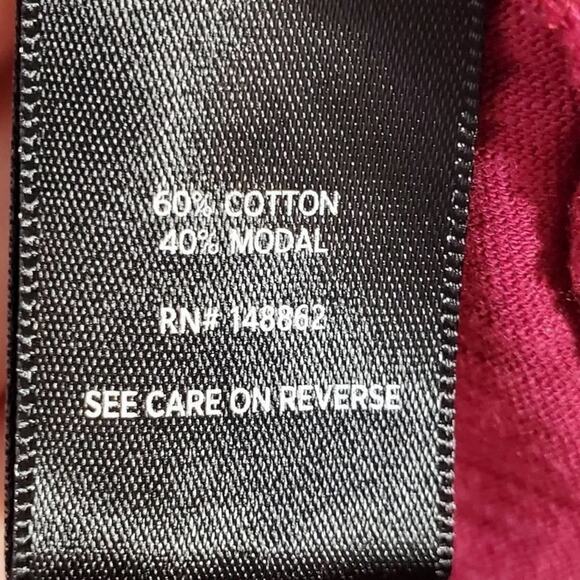 60% COTTON
40% MODAL
RN# 148862
SEE CARE ON REVERSE